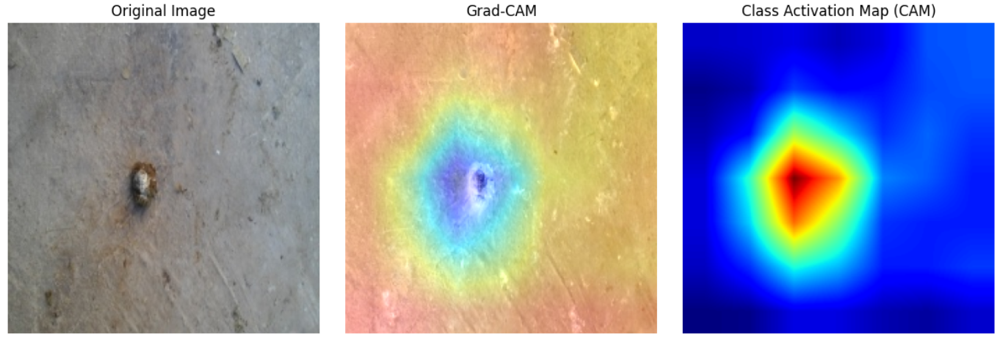 Original Image
Grad-CAM
Class Activation Map (CAM)